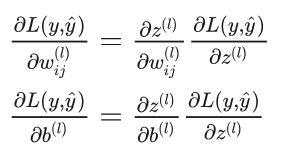 ∂L(y,ŷ)/∂w_{ij}^{(l)} = ∂z^{(l)}/∂w_{ij}^{(l)} ∂L(y,ŷ)/∂z^{(l)}
∂L(y,ŷ)/∂b^{(l)} = ∂z^{(l)}/∂b^{(l)} ∂L(y,ŷ)/∂z^{(l)}